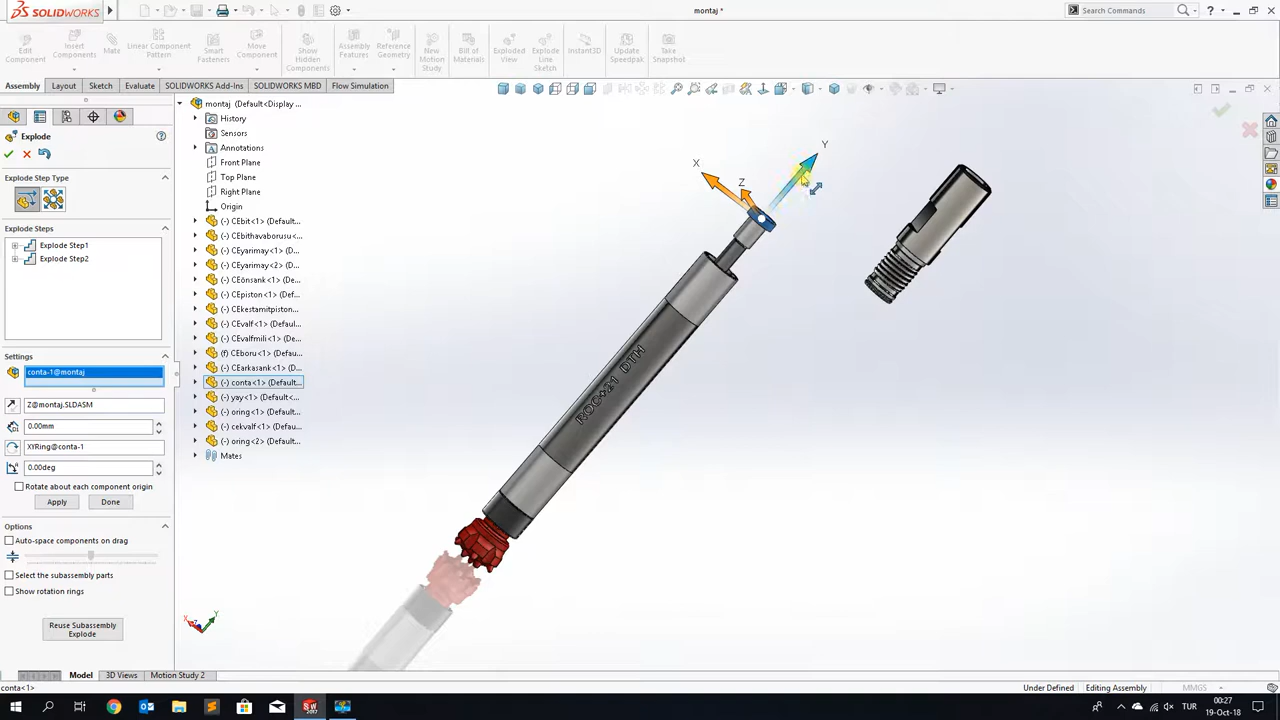 SOLIDWORKS
montaj *
Search Commands
Edit Component
Insert Components
Mate
Linear Component Pattern
Smart Fasteners
Move Component
Show Hidden Components
Assembly Features
Reference Geometry
New Motion Study
Bill of Materials
Exploded View
Explode Line Sketch
Instant3D
Update Speedpak
Take Snapshot
Assembly
Layout
Sketch
Evaluate
SOLIDWORKS Add-Ins
SOLIDWORKS MBD
Flow Simulation
Explode
Explode Step Type
Explode Steps
Explode Step1
Explode Step2
Settings
conta-1@montaj
Z@montaj.SLDASM
0.00mm
XYRing@conta-1
0.00deg
Rotate about each component origin
Apply
Done
Options
Auto-space components on drag
Select the subassembly parts
Show rotation rings
Reuse Subassembly Explode
montaj (Default<Display ...
History
Sensors
Annotations
Front Plane
Top Plane
Right Plane
Origin
(-) CEbit<1> (Default...
(-) CEbithavaborusu<...
(-) CEyarimay<1> (D...
(-) CEyarimay<2> (D...
(-) CEönsank<1> (D...
(-) CEpiston<1> (Def...
(-) CEkestamitpiston...
(-) CEvalf<1> (Defaul...
(-) CEvalfmili<1> (De...
(f) CEboru<1> (Defau...
(-) CEarkasank<1> (D...
(-) conta<1> (Default...
(-) yay<1> (Default<...
(-) oring<1> (Default...
(-) cekvalf<1> (Defau...
(-) oring<2> (Default...
Mates
X
Z
Y
ROC+21 DTH
X
Y
Model
3D Views
Motion Study 2
conta<1>
Under Defined
Editing Assembly
MMGS
TUR
00:27
19-Oct-18